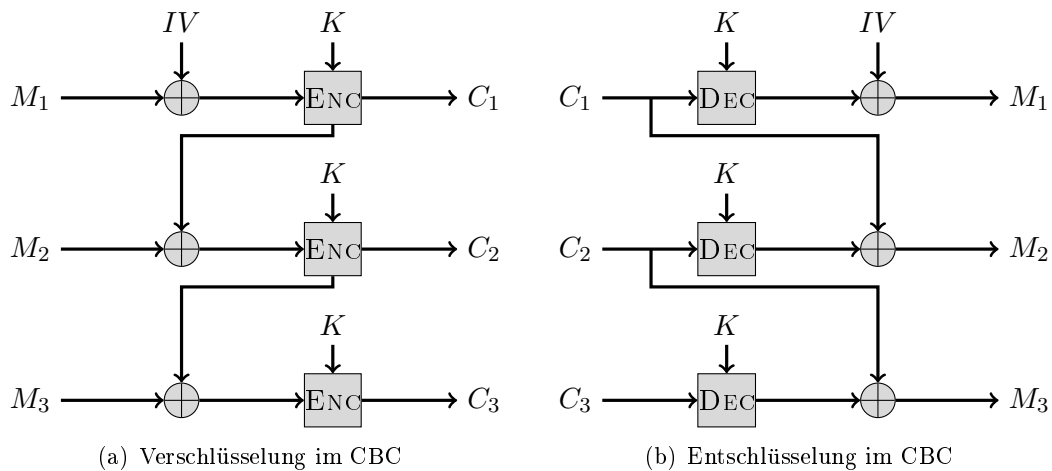 IV K
M₁ ENC C₁
K
M₂ ENC C₂
K
M₃ ENC C₃
(a) Verschlüsselung im CBC
K IV
C₁ DEC M₁
K
C₂ DEC M₂
K
C₃ DEC M₃
(b) Entschlüsselung im CBC